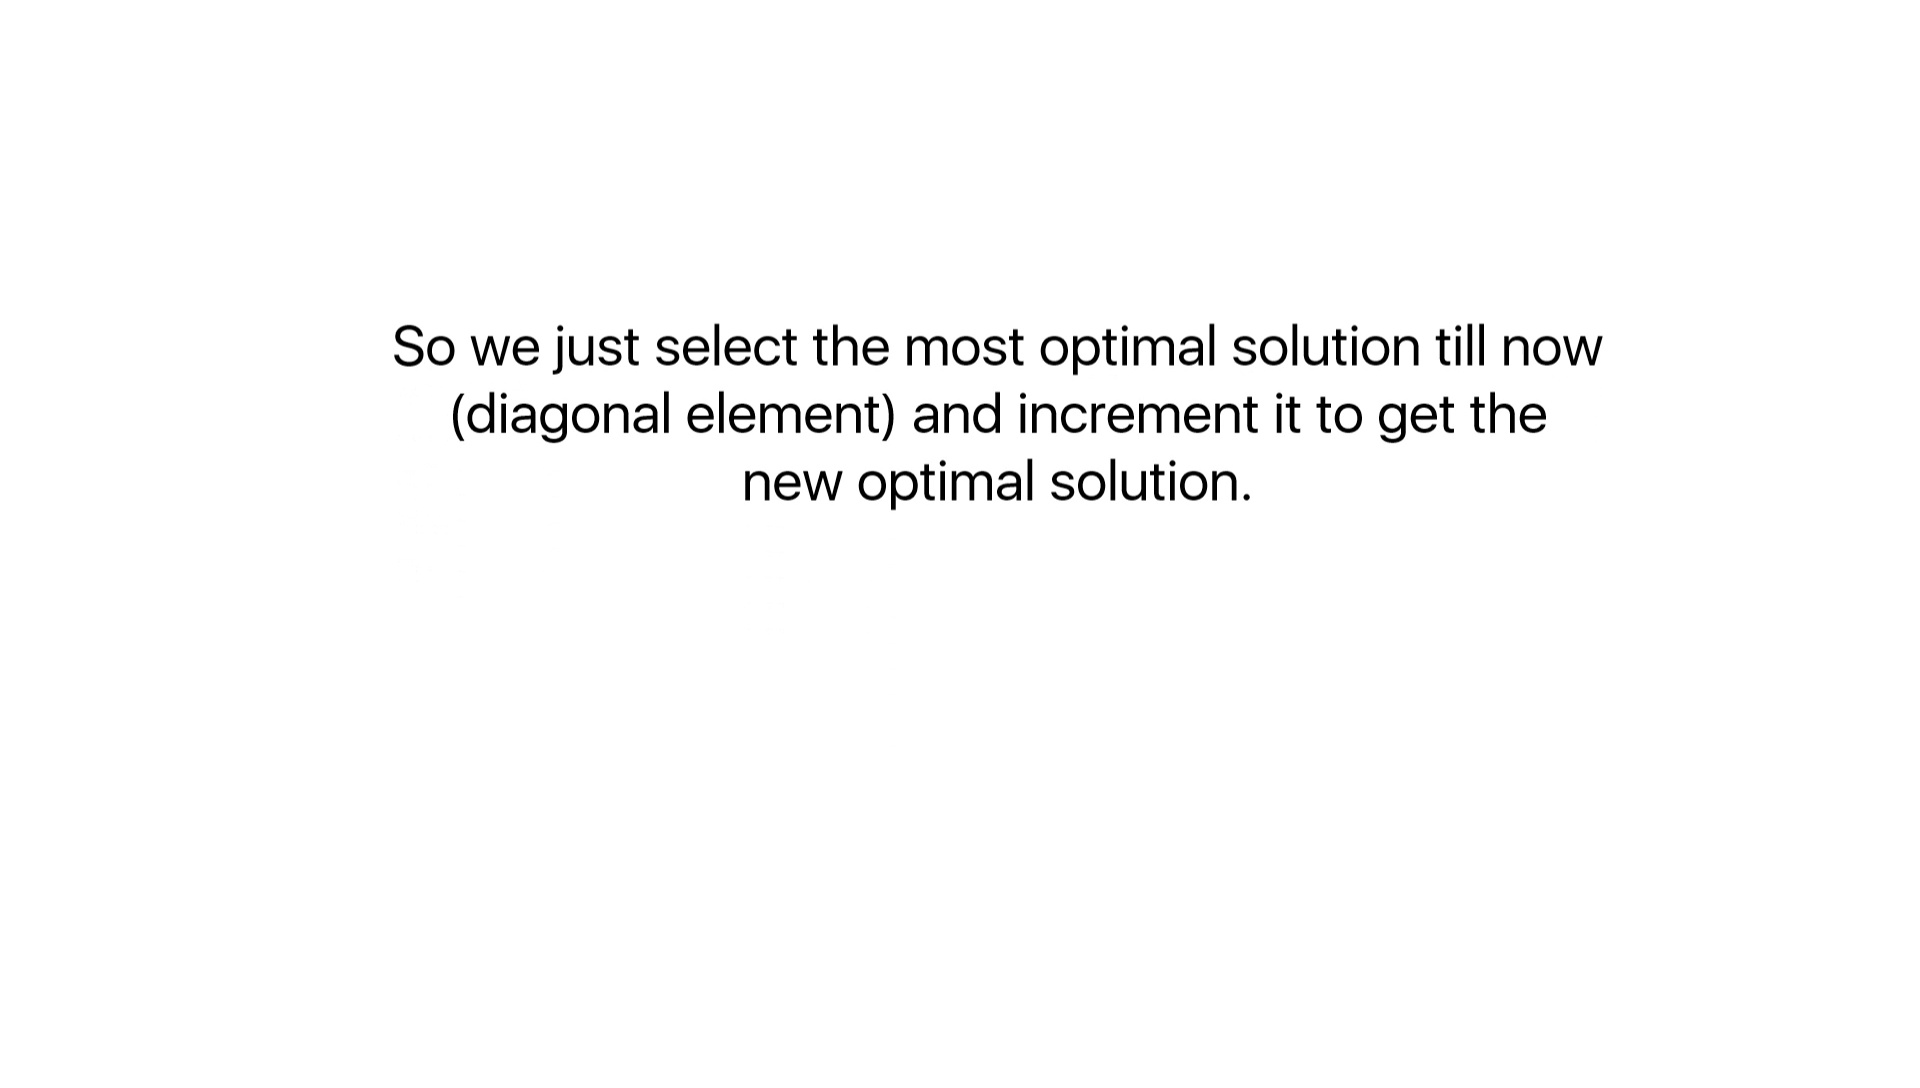 So we just select the most optimal solution till now
(diagonal element) and increment it to get the
new optimal solution.